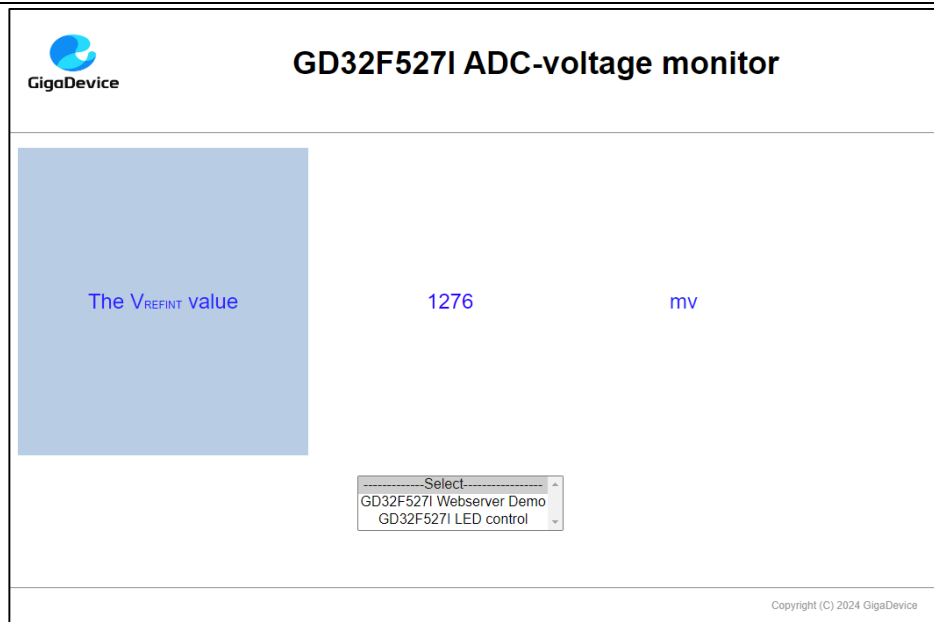 GigaDevice
GD32F527I ADC-voltage monitor
The VREFINT value 1276 mv
-------------Select-----------------
GD32F527I Webserver Demo
GD32F527I LED control
Copyright (C) 2024 GigaDevice